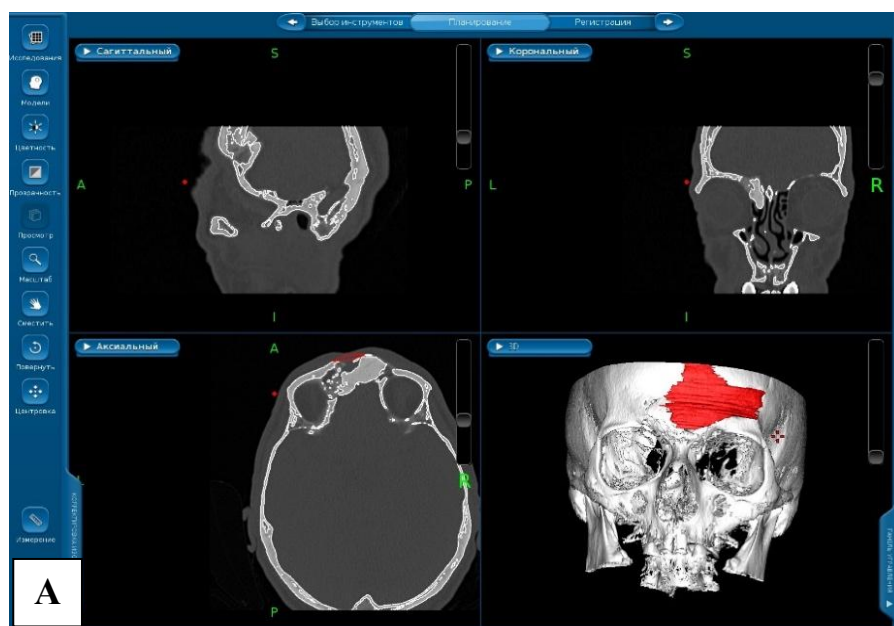 Выбор инструментов Планирование Регистрация
Исследования
Модели
Цветность
Прозрачность
Просмотр
Масштаб
Сместить
Повернуть
Центровка
Измерение
Сагиттальный
S
A
P
I
Корональный
S
L
R
I
Аксиальный
A
R
P
3D
A